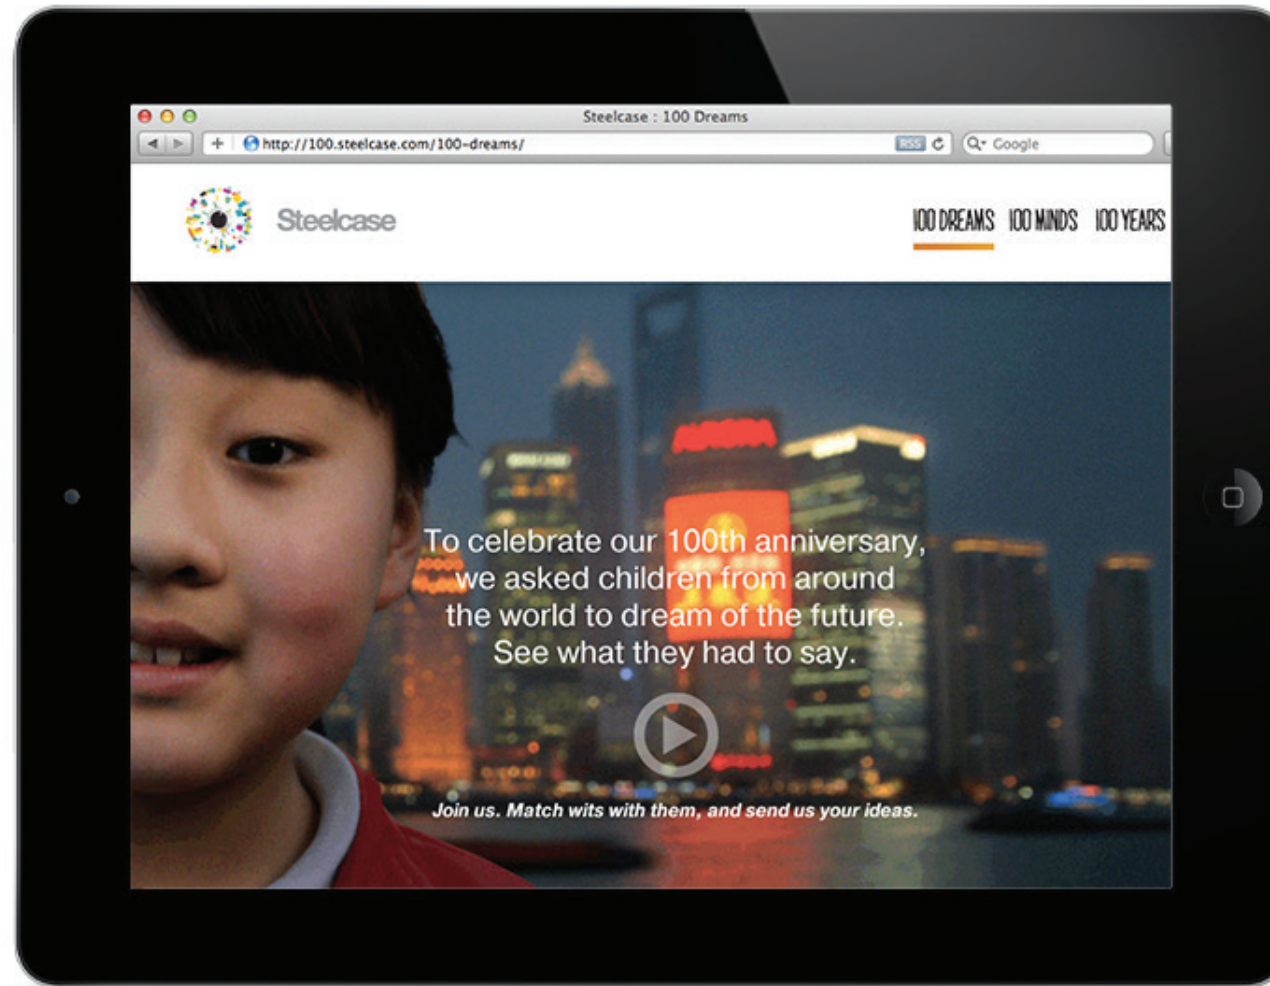 Steelcase : 100 Dreams
http://100.steelcase.com/100-dreams/
RSS
Google
Steelcase
100 DREAMS 100 MINDS 100 YEARS
AURORA
To celebrate our 100th anniversary,
we asked children from around
the world to dream of the future.
See what they had to say.
Join us. Match wits with them, and send us your ideas.